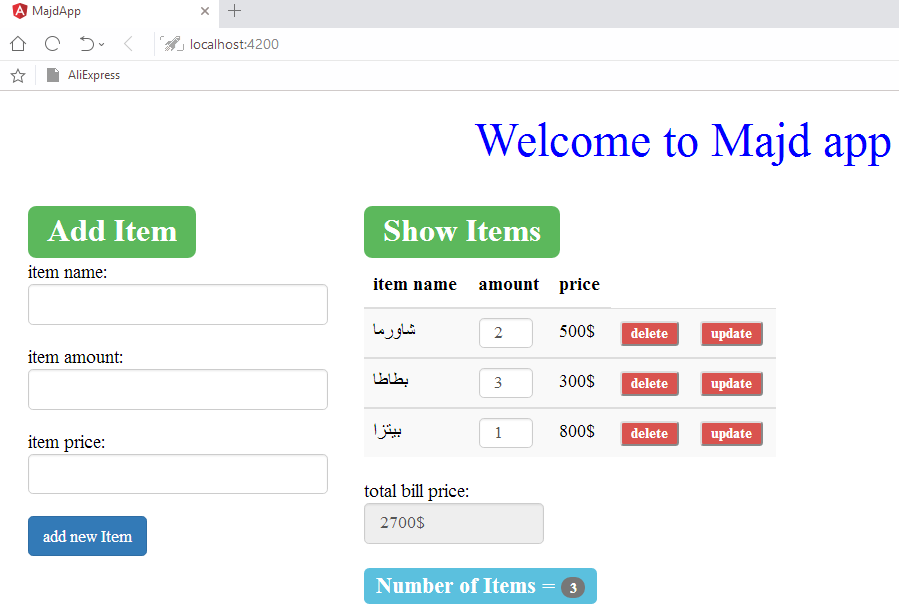 MajdApp
localhost:4200
AliExpress
Welcome to Majd app
Add Item
item name:
item amount:
item price:
add new Item
Show Items
item name amount price
شاورما 2 500$ delete update
بطاطا 3 300$ delete update
بيتزا 1 800$ delete update
total bill price:
2700$
Number of Items = 3